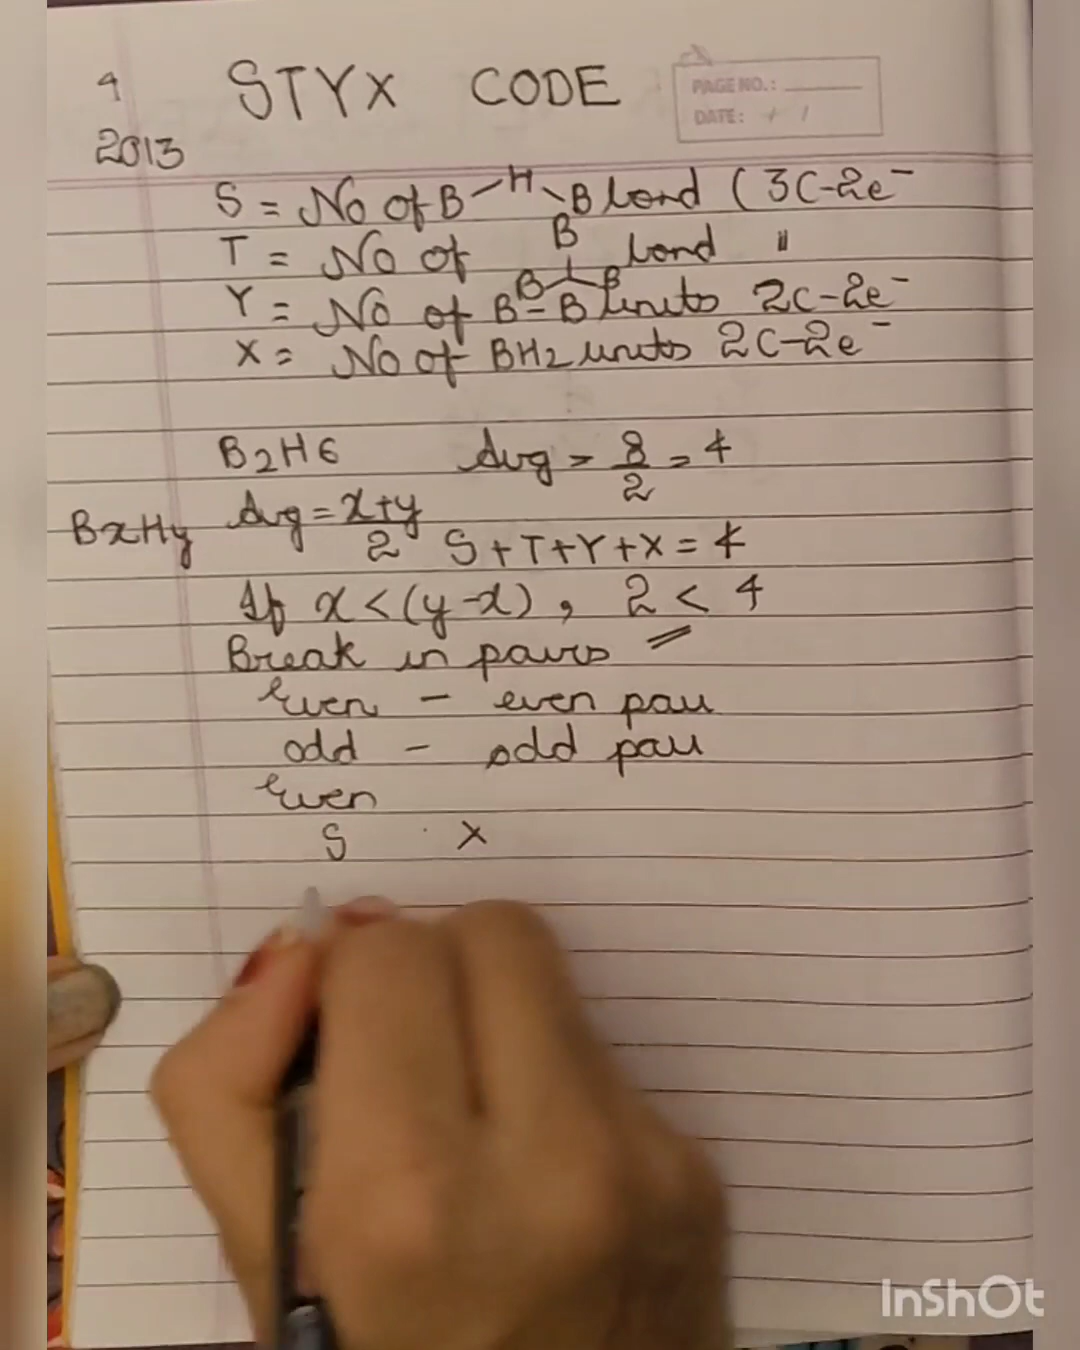 4 STYX CODE
PAGE NO.:
DATE: / /
2013
S = No of B-H-B bond (3C-2e⁻
T = No of B B B bond "
Y = No of B-B units 2C-2e⁻
X = No of BH2 units 2C-2e⁻
B2H6 Avg = 8/2 = 4
BxHy Avg = x+y/2 S+T+Y+X = 4
If x < (y-x), 2 < 4
Break in pairs
Even - even pair
odd - odd pair
Even
S X
InShOt